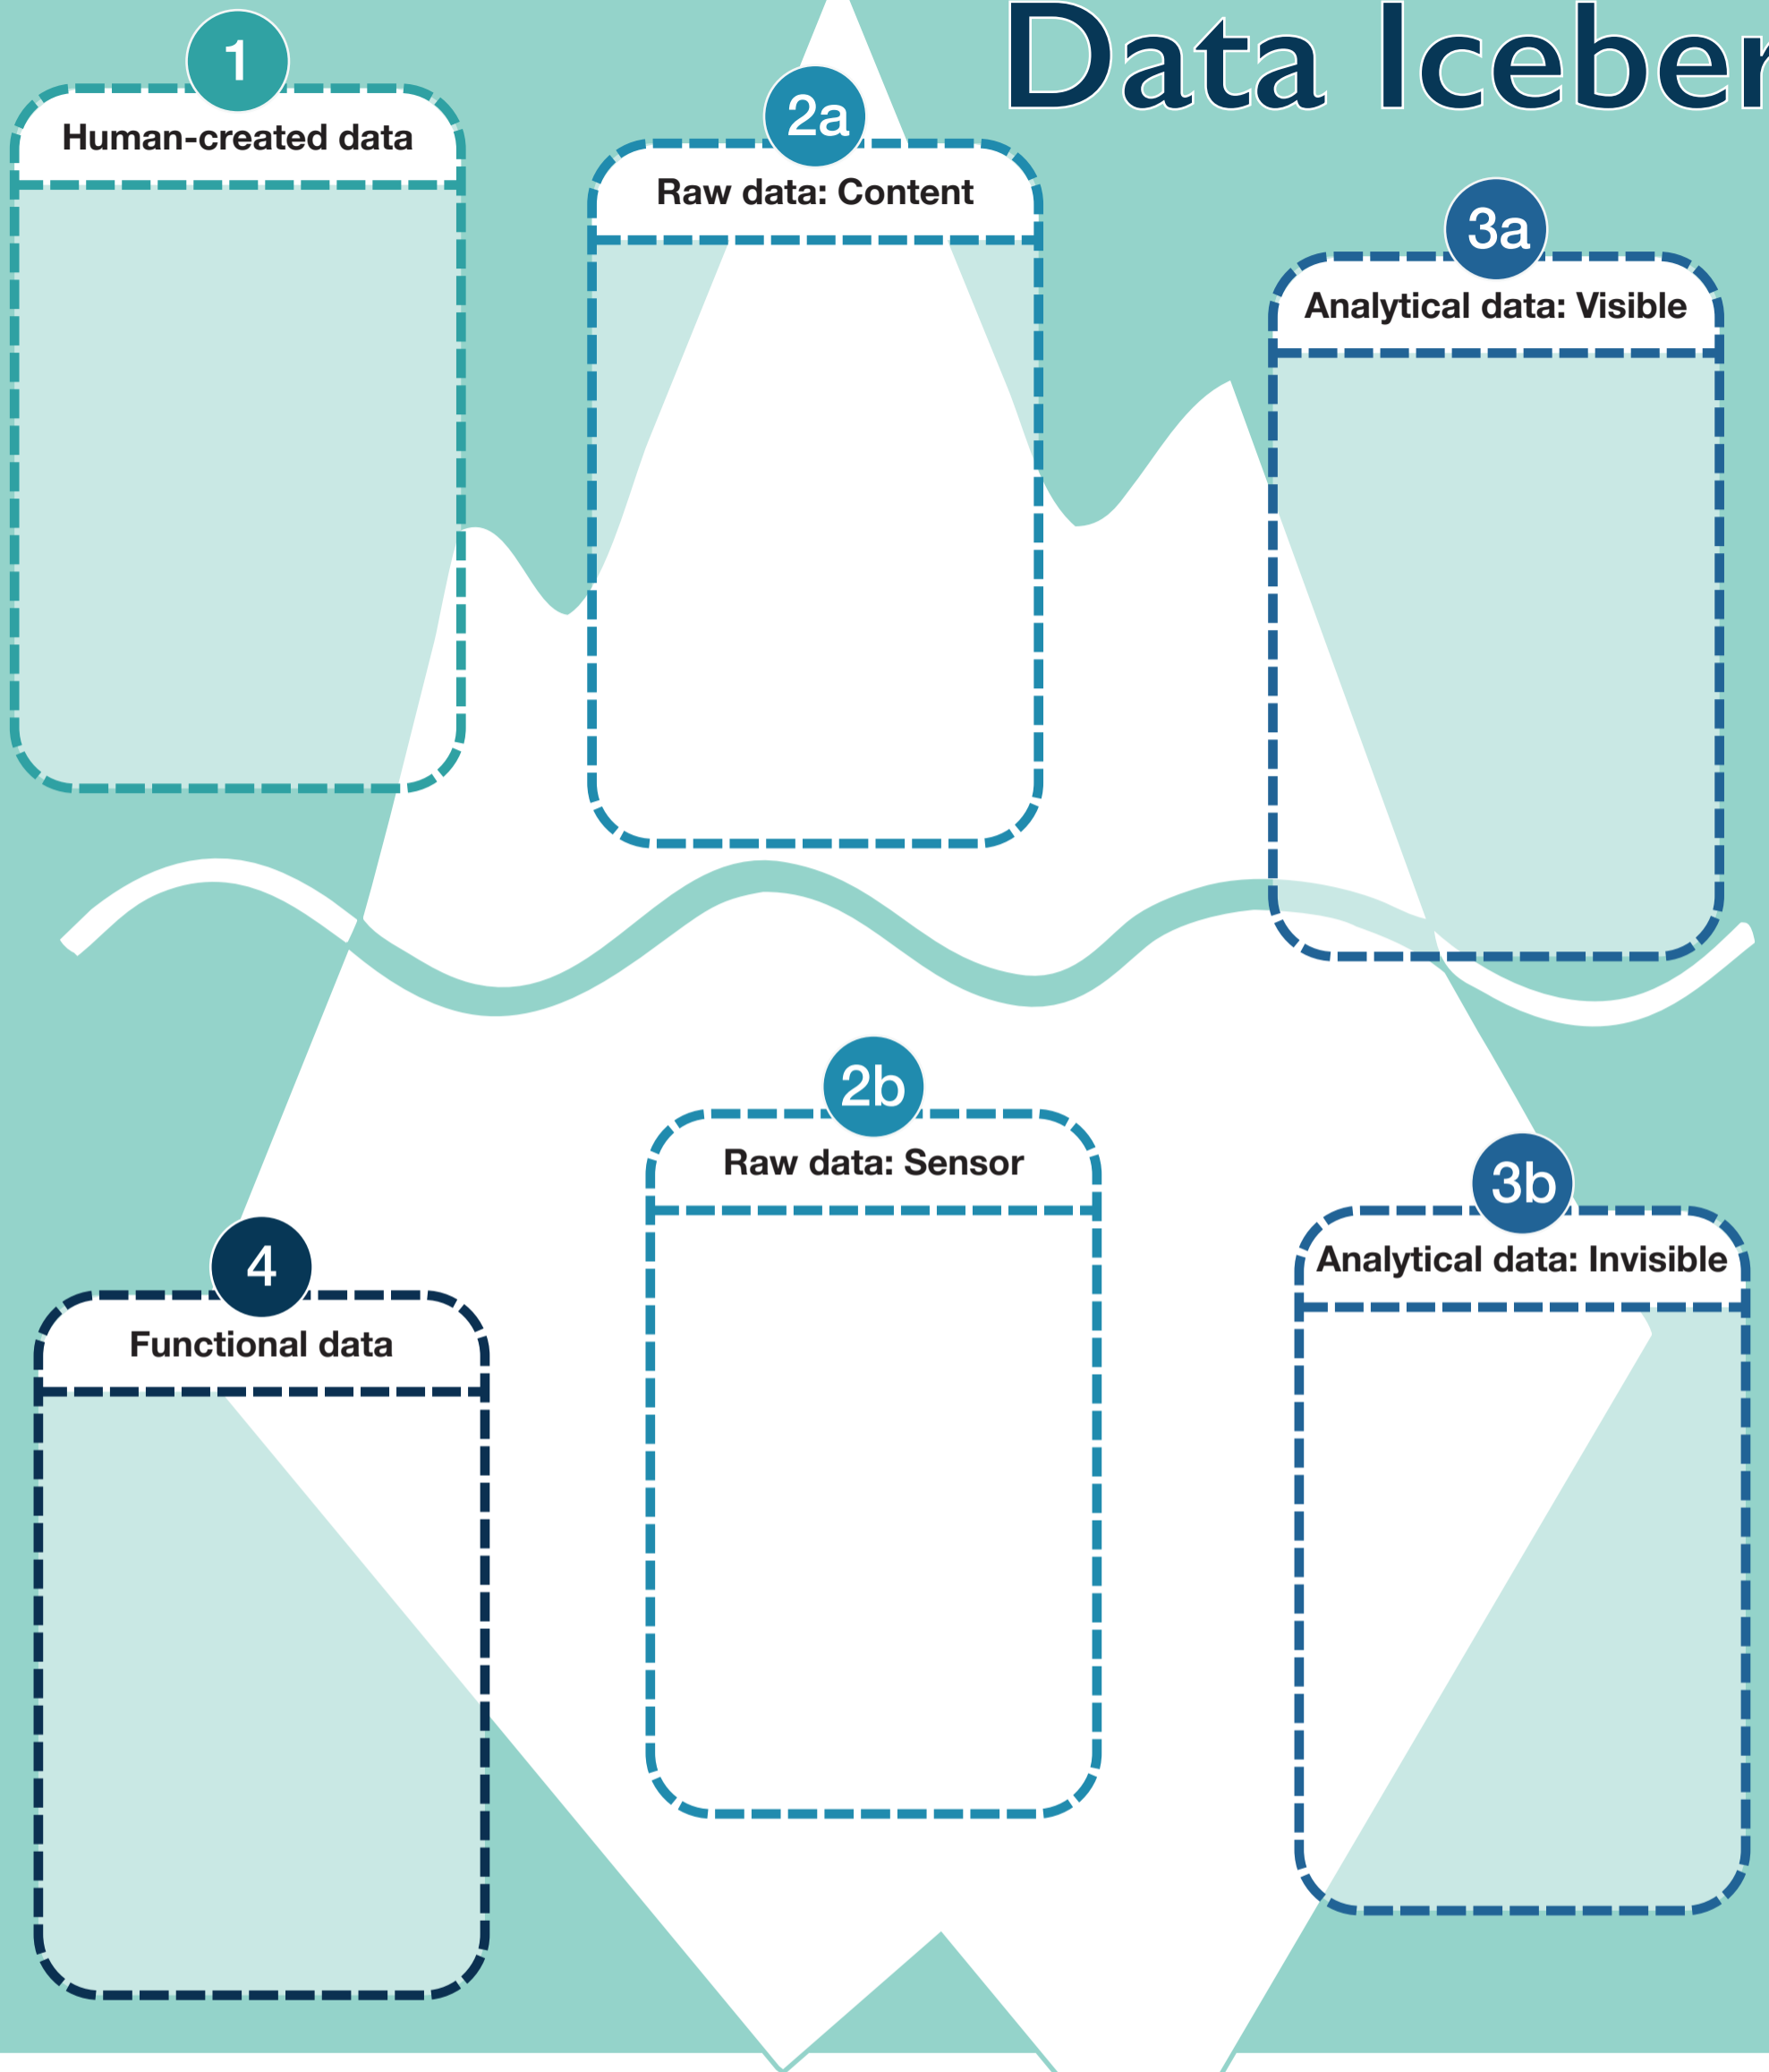 Data Iceber
1
Human-created data
2a
Raw data: Content
3a
Analytical data: Visible
2b
Raw data: Sensor
3b
Analytical data: Invisible
4
Functional data